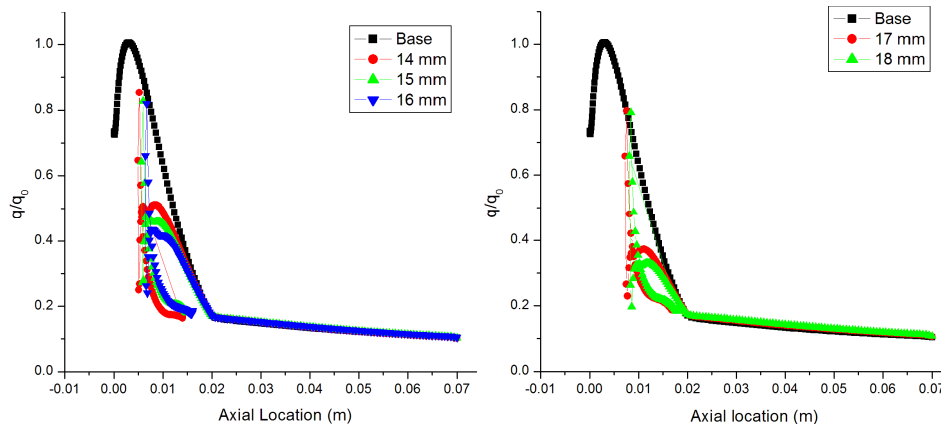 Base
14 mm
15 mm
16 mm
1.0
0.8
0.6
0.4
0.2
0.0
q/q0
-0.01 0.00 0.01 0.02 0.03 0.04 0.05 0.06 0.07
Axial Location (m)
Base
17 mm
18 mm
1.0
0.8
0.6
0.4
0.2
0.0
q/q0
-0.01 0.00 0.01 0.02 0.03 0.04 0.05 0.06 0.07
Axial location (m)